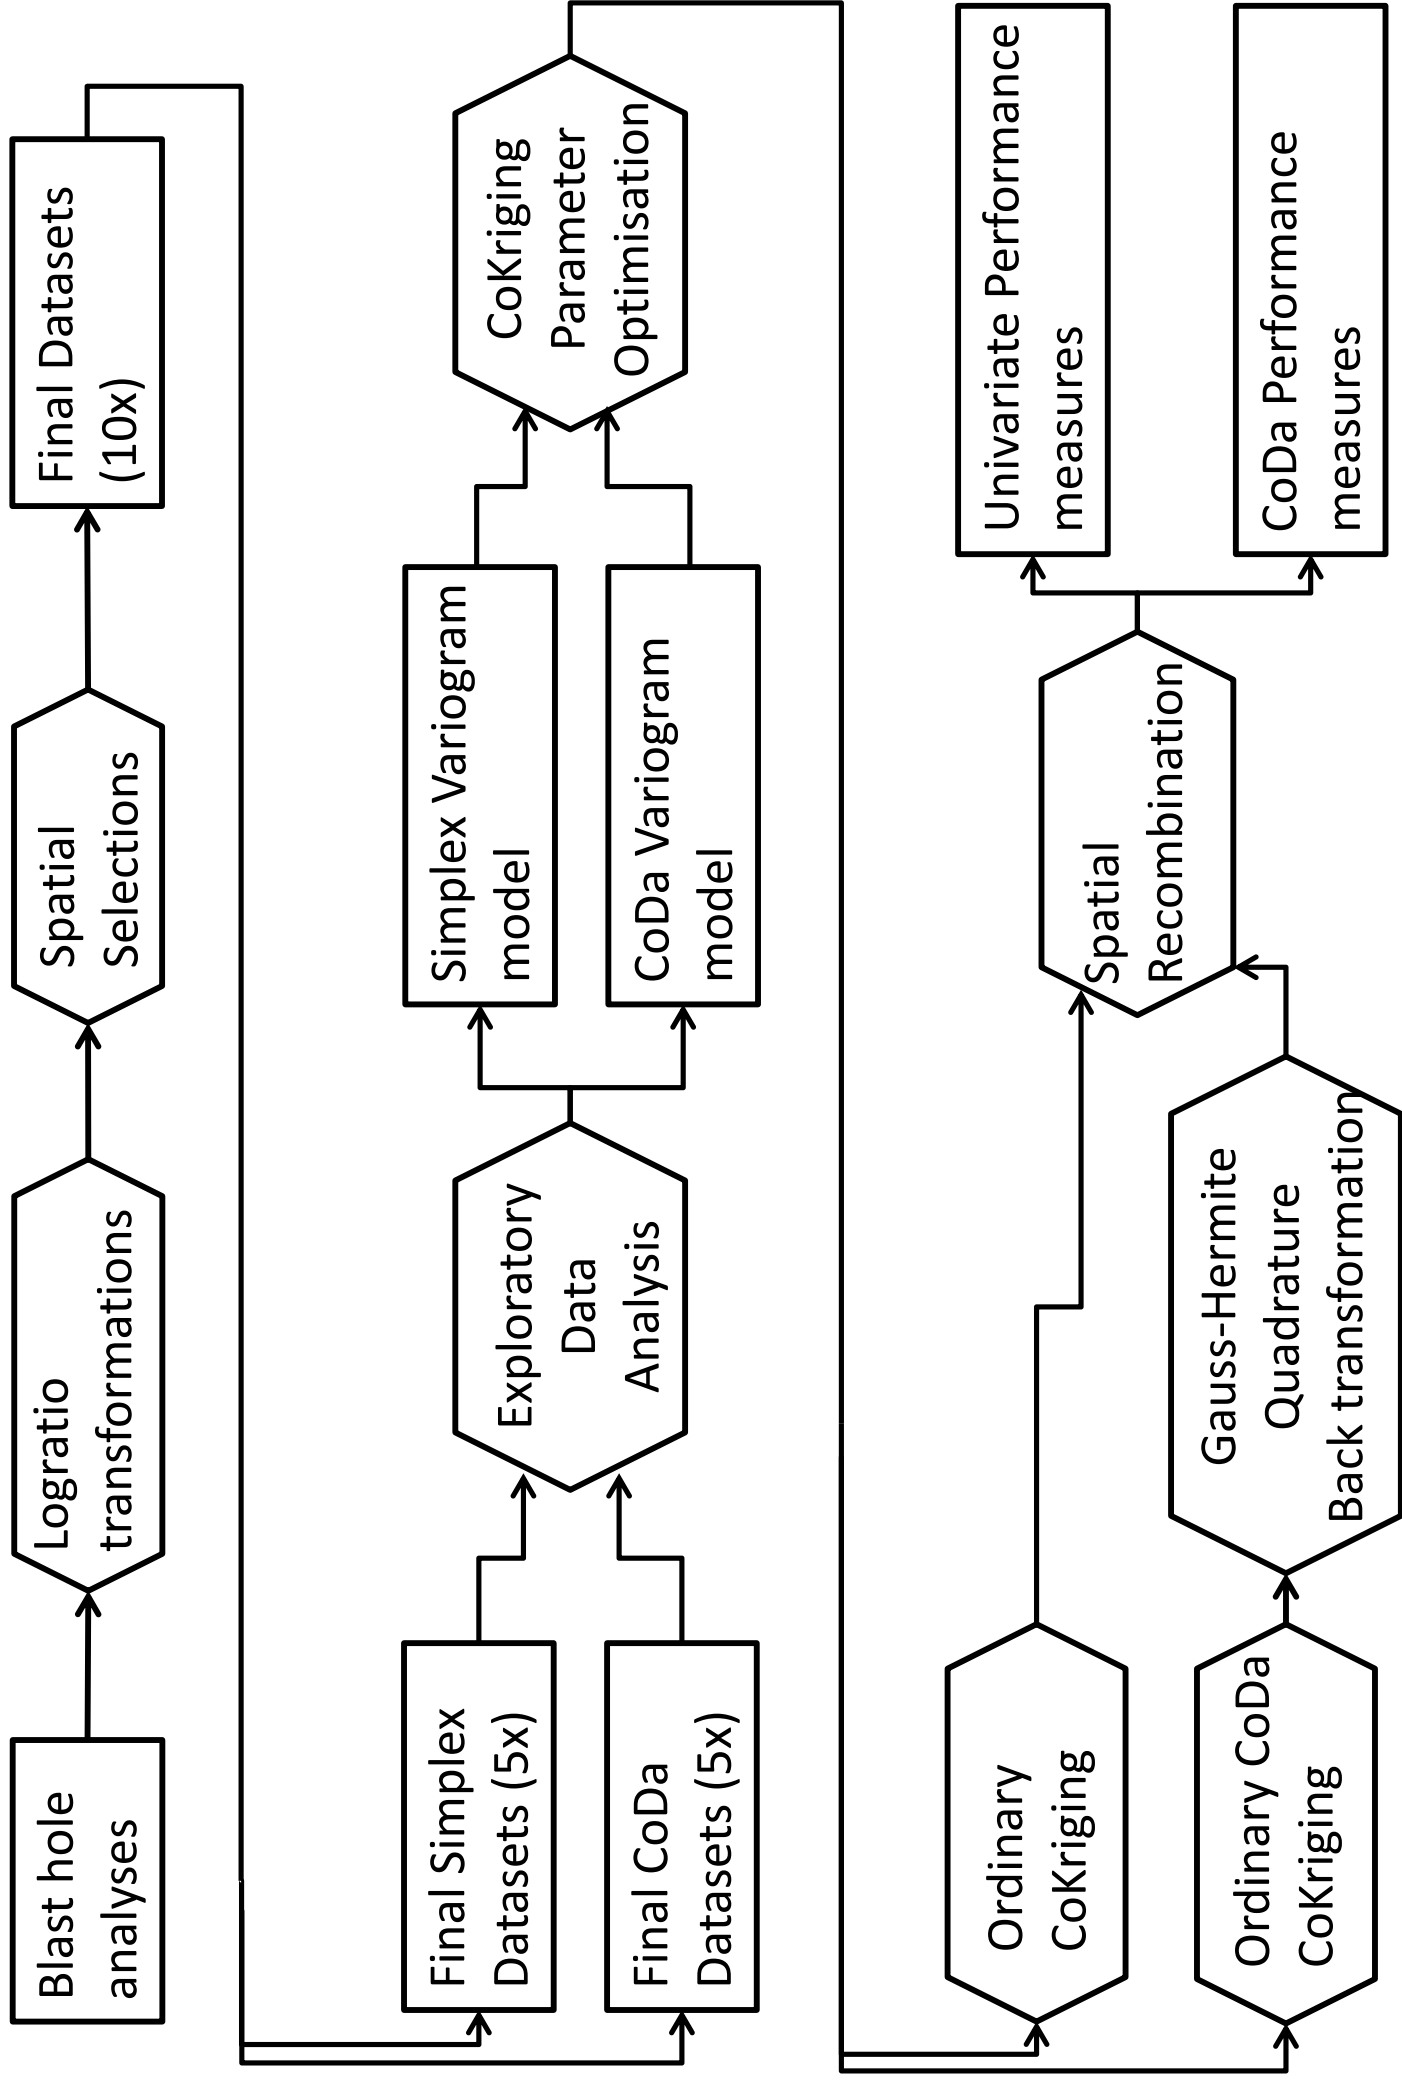 Blast hole
analyses
Logratio
transformations
Spatial
Selections
Final Datasets
(10x)
Final Simplex
Datasets (5x)
Final CoDa
Datasets (5x)
Exploratory
Data
Analysis
Simplex Variogram
model
CoDa Variogram
model
CoKriging
Parameter
Optimisation
Ordinary
CoKriging
Ordinary CoDa
CoKriging
Gauss-Hermite
Quadrature
Back transformation
Spatial
Recombination
Univariate Performance
measures
CoDa Performance
measures